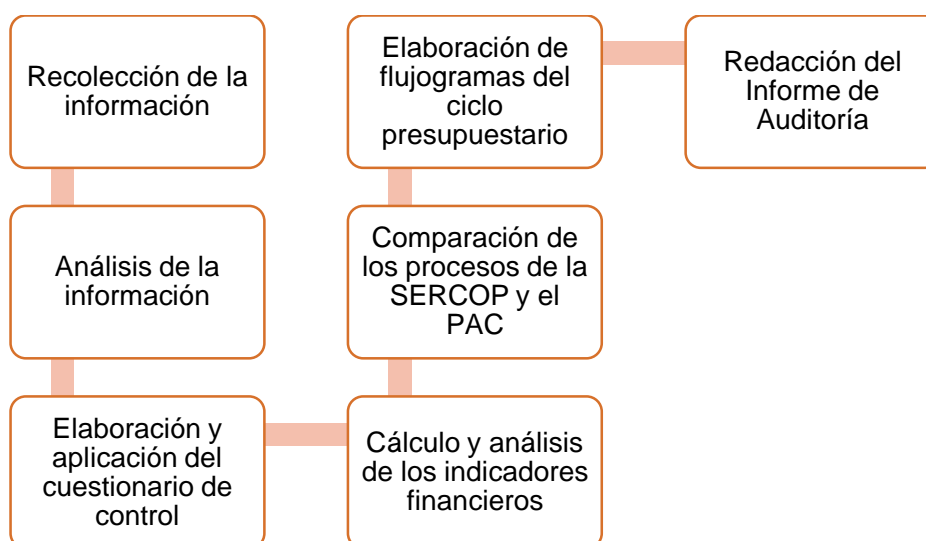 Recolección de la
información
Análisis de la
información
Elaboración y
aplicación del
cuestionario de
control
Cálculo y análisis
de los indicadores
financieros
Comparación de
los procesos de la
SERCOP y el
PAC
Elaboración de
flujogramas del
ciclo
presupuestario
Redacción del
Informe de
Auditoría